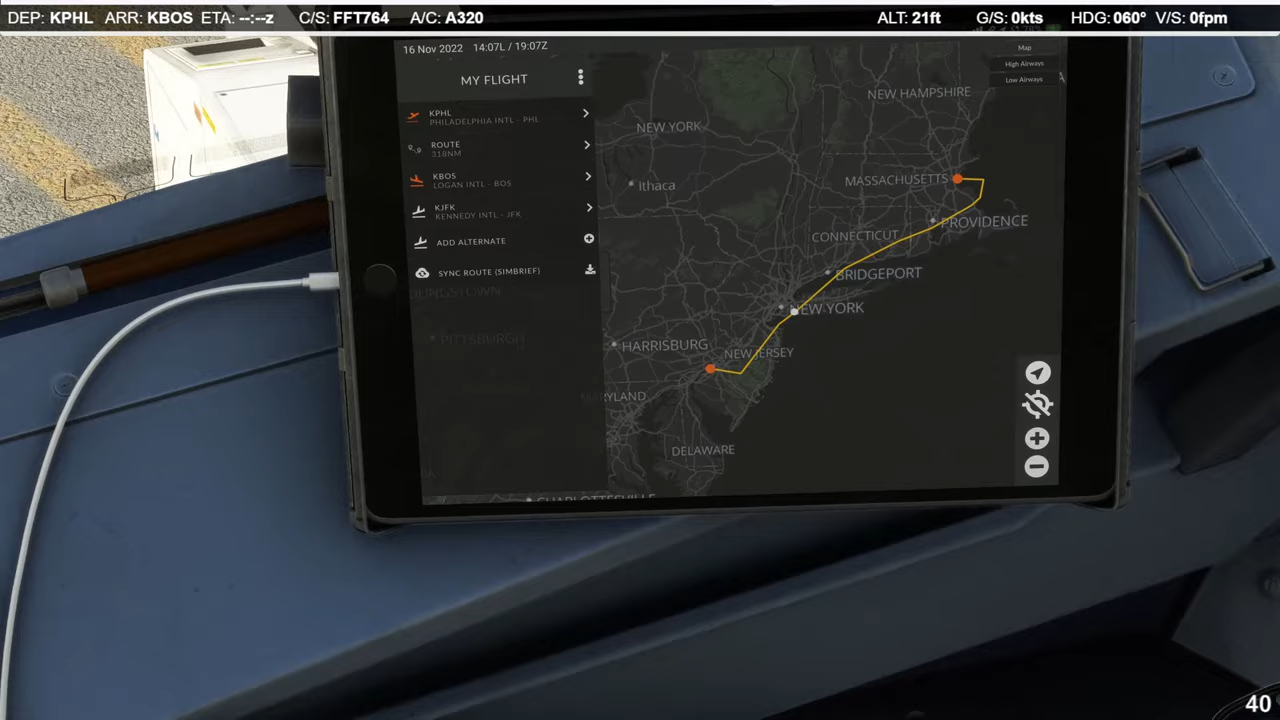 DEP: KPHL ARR: KBOS ETA: --:--z C/S: FFT764 A/C: A320 ALT: 21ft G/S: 0kts HDG: 060° V/S: 0fpm
16 Nov 2022 14:07L / 19:07Z
MY FLIGHT
KPHL
PHILADELPHIA INTL - PHL
ROUTE
318NM
KBOS
LOGAN INTL - BOS
KJFK
KENNEDY INTL - JFK
ADD ALTERNATE
SYNC ROUTE (SIMBRIEF)
Map
High Airways
Low Airways
NEW HAMPSHIRE
NEW YORK
MASSACHUSETTS
Ithaca
PROVIDENCE
CONNECTICUT
BRIDGEPORT
NEW YORK
PITTSBURGH
HARRISBURG
NEW JERSEY
MARYLAND
DELAWARE
CHARLOTTESVILLE
40